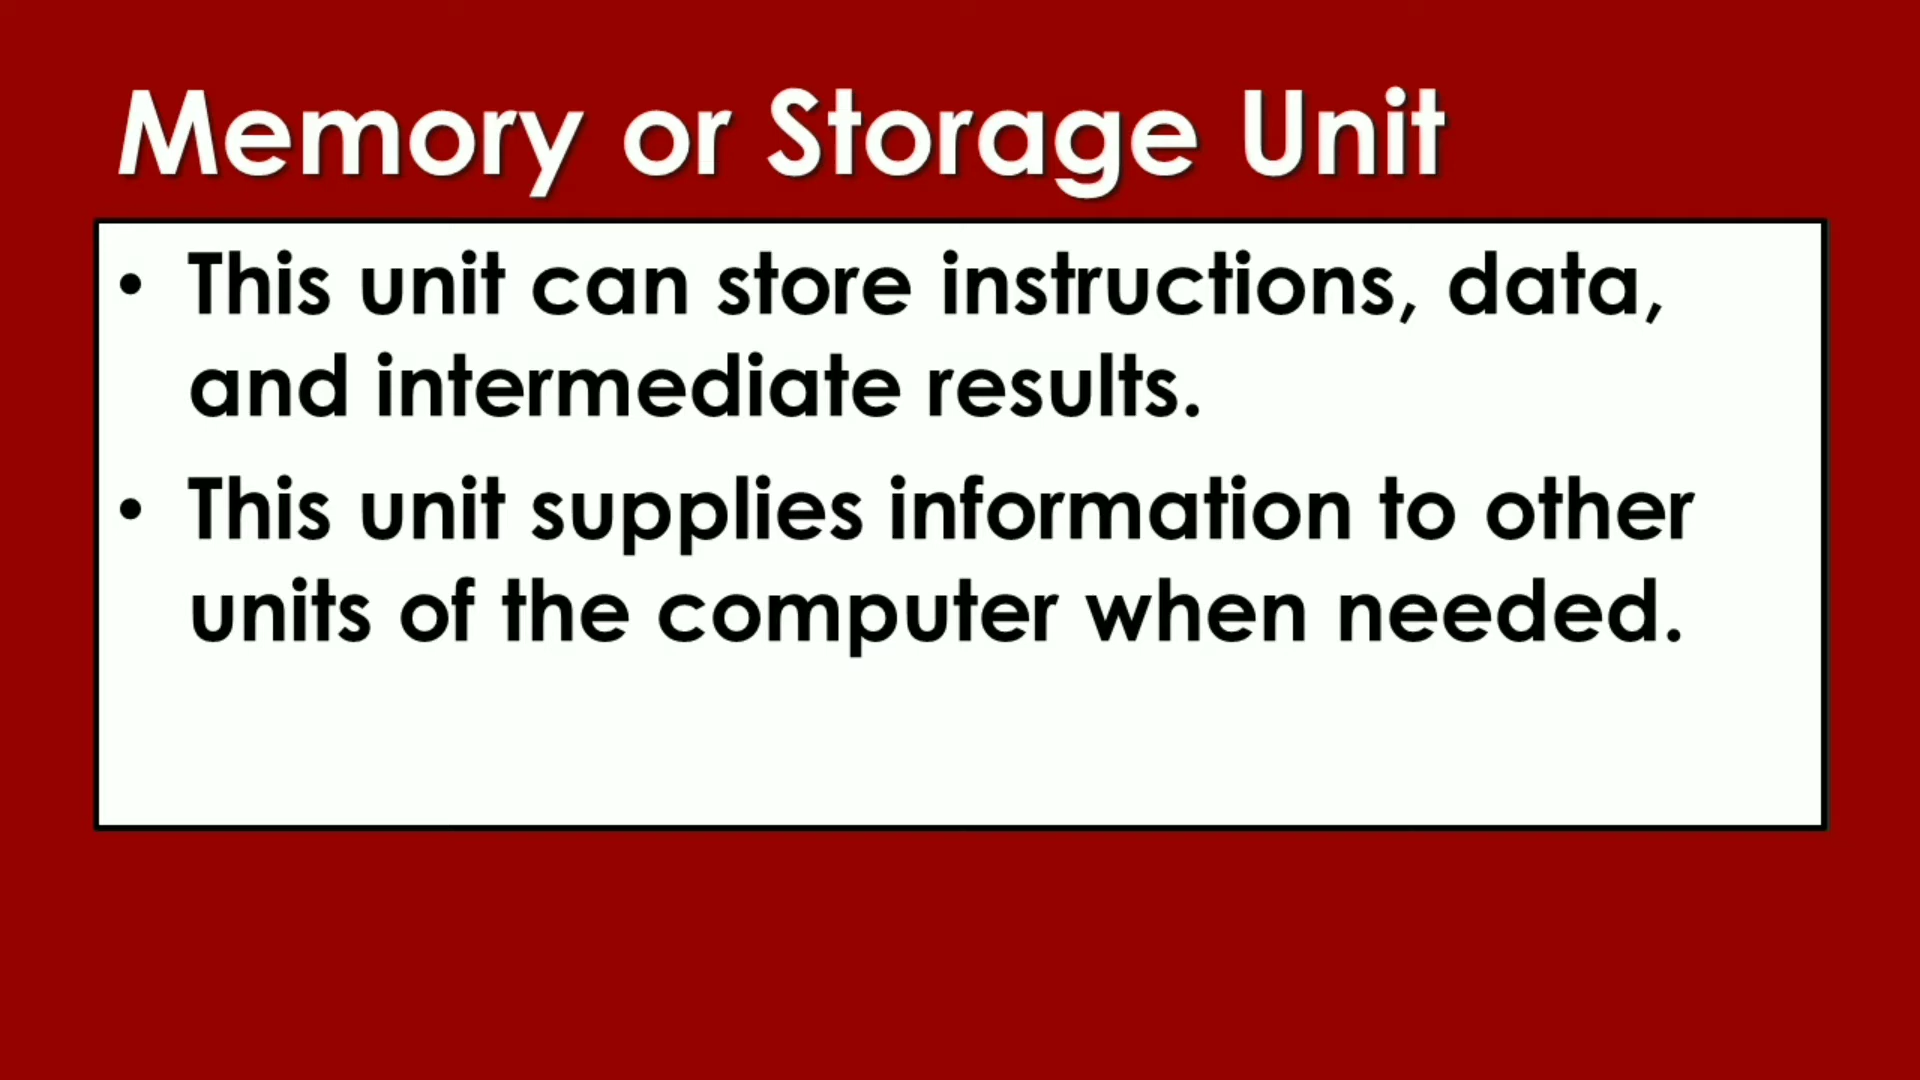 Memory or Storage Unit
• This unit can store instructions, data,
and intermediate results.
• This unit supplies information to other
units of the computer when needed.